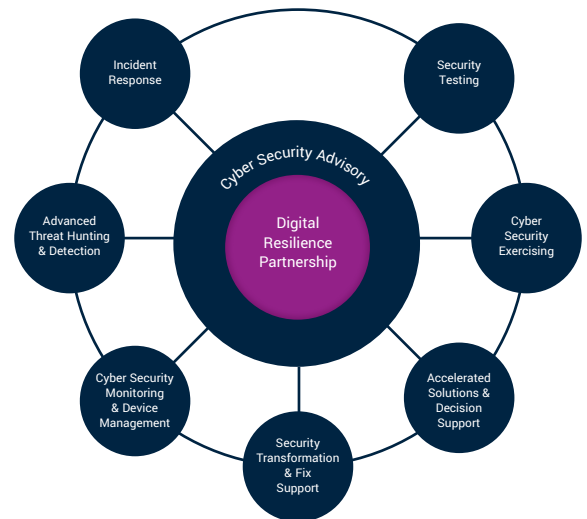 Incident
Response
Security
Testing
Cyber Security Advisory
Digital
Resilience
Partnership
Advanced
Threat Hunting
& Detection
Cyber
Security
Exercising
Cyber Security
Monitoring
& Device
Management
Accelerated
Solutions &
Decision
Support
Security
Transformation
& Fix
Support